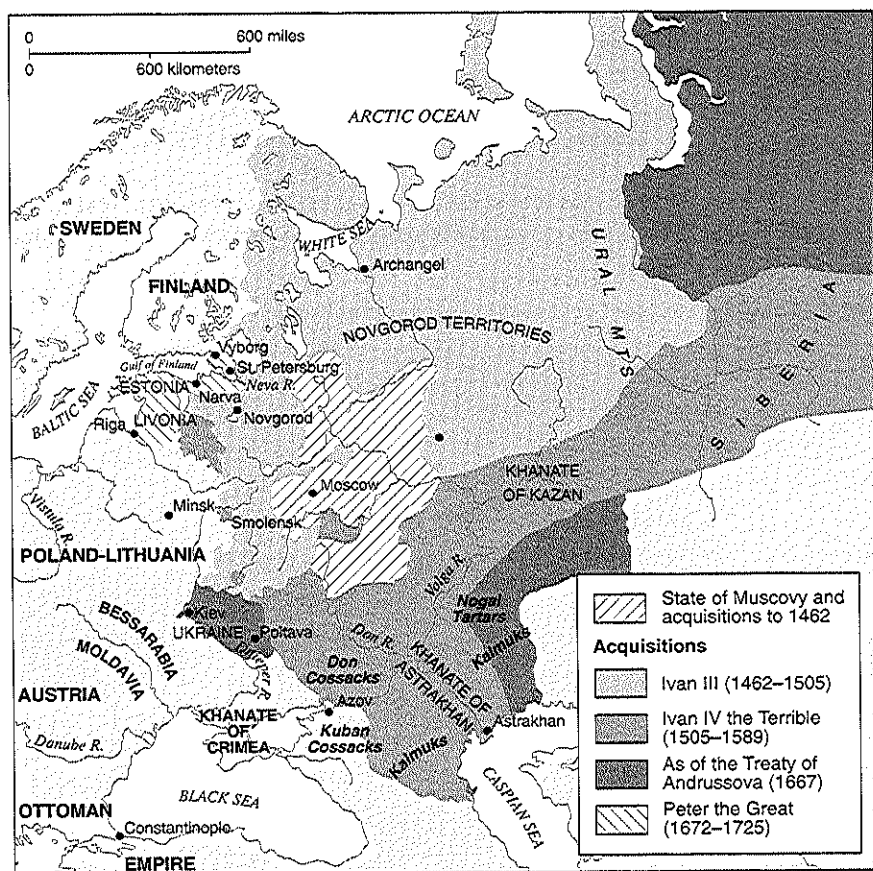 0 600 miles
0 600 kilometers
ARCTIC OCEAN
SWEDEN
WHITE SEA
Archangel
URAL MTS
FINLAND
NOVGOROD TERRITORIES
SIBERIA
Vyborg
Gulf of Finland
St. Petersburg
ESTONIA
Neva R.
Narva
BALTIC SEA
LIVONIA
Novgorod
Riga
KHANATE
OF KAZAN
Moscow
Minsk
Smolensk
Vistula R.
POLAND-LITHUANIA
Volga R.
Nogai
Tartars
Kiev
UKRAINE
Poltava
BESSARABIA
MOLDAVIA
Don R.
Kalmuks
KHANATE OF
ASTRAKHAN
Dnieper R.
Don
Cossacks
AUSTRIA
Azov
Astrakhan
KHANATE
OF
CRIMEA
Kuban
Cossacks
Danube R.
Kalmuks
CASPIAN SEA
BLACK SEA
OTTOMAN
Constantinople
EMPIRE
State of Muscovy and
acquisitions to 1462
Acquisitions
Ivan III (1462–1505)
Ivan IV the Terrible
(1505–1589)
As of the Treaty of
Andrussova (1667)
Peter the Great
(1672–1725)